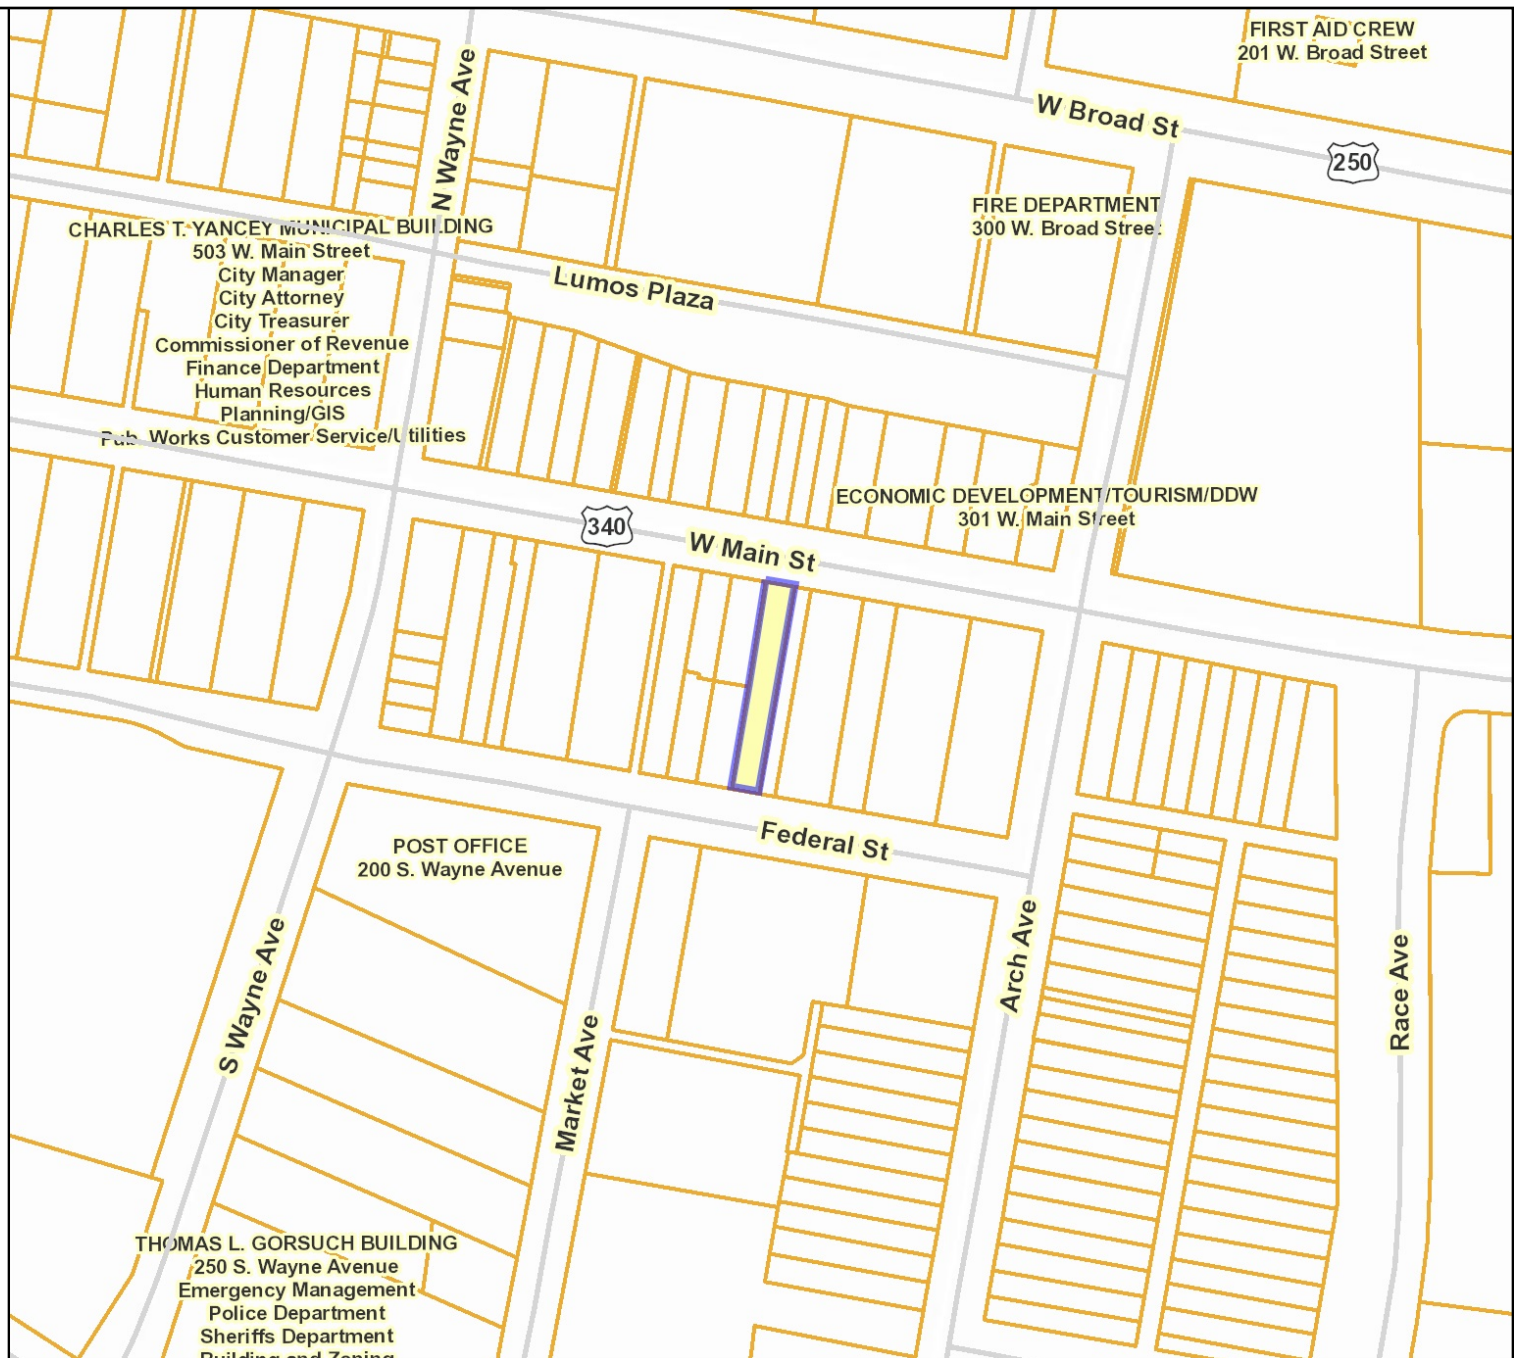 FIRST AID CREW
201 W. Broad Street
N Wayne Ave
W Broad St
250
FIRE DEPARTMENT
300 W. Broad Street
CHARLES T. YANCEY MUNICIPAL BUILDING
503 W. Main Street
City Manager
City Attorney
City Treasurer
Commissioner of Revenue
Finance Department
Human Resources
Planning/GIS
Pub. Works Customer Service/Utilities
Lumos Plaza
ECONOMIC DEVELOPMENT/TOURISM/DDW
301 W. Main Street
340
W Main St
Federal St
POST OFFICE
200 S. Wayne Avenue
S Wayne Ave
Market Ave
Arch Ave
Race Ave
THOMAS L. GORSUCH BUILDING
250 S. Wayne Avenue
Emergency Management
Police Department
Sheriffs Department
Building and Zoning